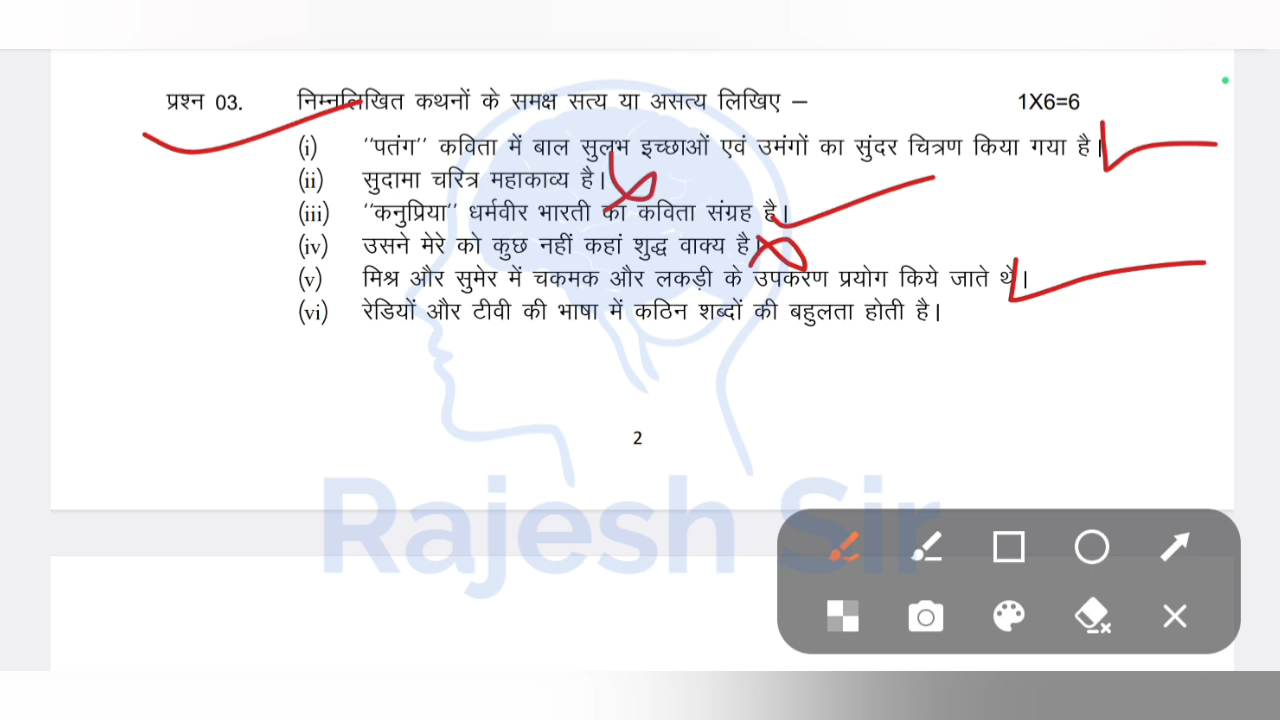 प्रश्न 03. निम्नलिखित कथनों के समक्ष सत्य या असत्य लिखिए – 1X6=6
(i) ‘‘पतंग’’ कविता में बाल सुलभ इच्छाओं एवं उमंगों का सुंदर चित्रण किया गया है।
(ii) सुदामा चरित्र महाकाव्य है।
(iii) ‘‘कनुप्रिया’’ धर्मवीर भारती का कविता संग्रह है।
(iv) उसने मेरे को कुछ नहीं कहां शुद्ध वाक्य है।
(v) मिश्र और सुमेर में चकमक और लकड़ी के उपकरण प्रयोग किये जाते थे।
(vi) रेडियों और टीवी की भाषा में कठिन शब्दों की बहुलता होती है।
2
Rajesh Sir